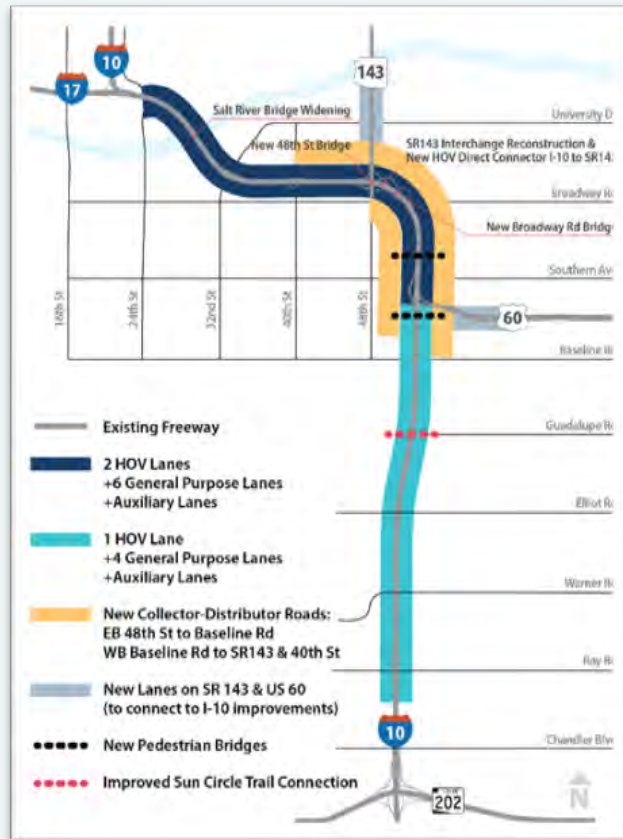 10
17
143
Salt River Bridge Widening
University D
New 48th St Bridge
SR143 Interchange Reconstruction &
New HOV Direct Connector I-10 to SR143
Broadway R
New Broadway Rd Bridg
Southern Av
16th St
24th St
32nd St
40th St
48th St
60
Baseline
Existing Freeway
Guadalupe R
2 HOV Lanes
+6 General Purpose Lanes
+Auxiliary Lanes
Elliot R
1 HOV Lane
+4 General Purpose Lanes
+Auxiliary Lanes
Warner
New Collector-Distributor Roads:
EB 48th St to Baseline Rd
WB Baseline Rd to SR143 & 40th St
Ray R
New Lanes on SR 143 & US 60
(to connect to I-10 improvements)
10
New Pedestrian Bridges
Chandler Blv
Improved Sun Circle Trail Connection
202
N